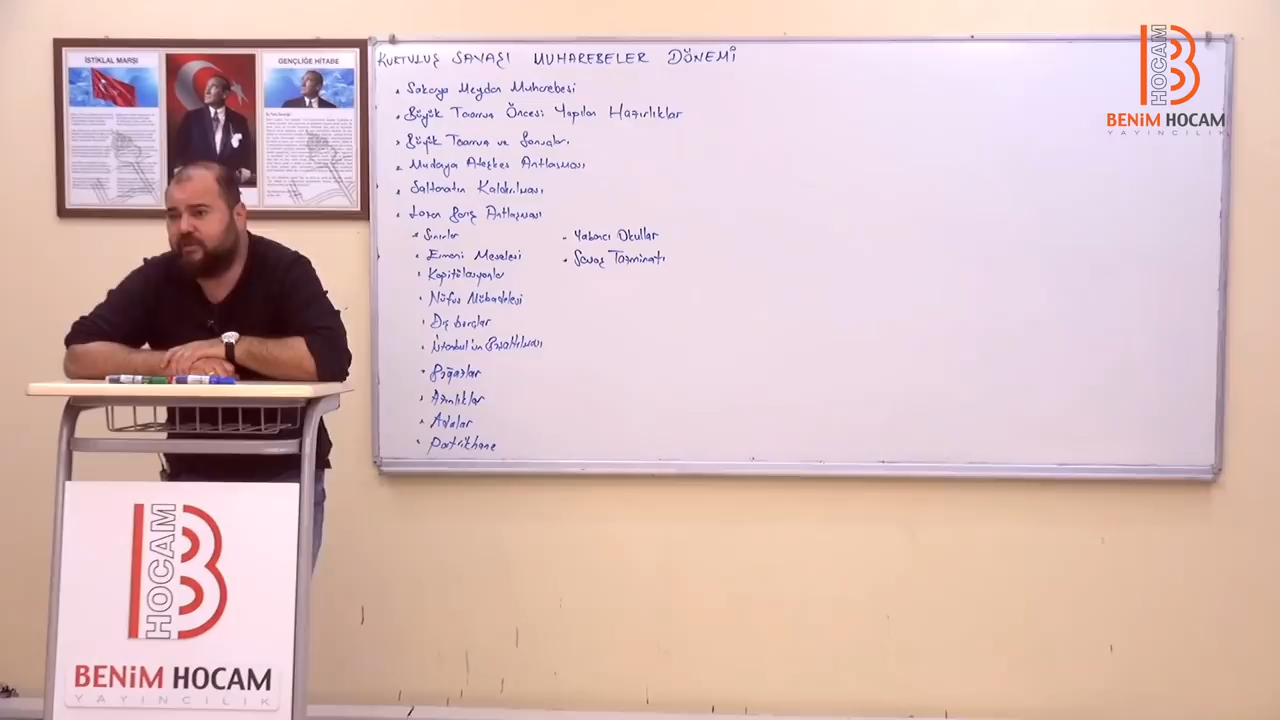 İSTİKLAL MARŞI
GENÇLİĞE HİTABE
KURTULUŞ SAVAŞI MUHAREBELER DÖNEMİ
• Sakarya Meydan Muharebesi
• Büyük Taarruz Öncesi Yapılan Hazırlıklar
• Büyük Taarruz ve Sonuçları
• Mudanya Ateşkes Antlaşması
• Saltanatın Kaldırılması
• Lozan Barış Antlaşması
• Sınırlar
• Ermeni Meselesi
• Kapitülasyonlar
• Nüfus Mübadelesi
• Dış borçlar
• İstanbul'un Boşaltılması
• Boğazlar
• Azınlıklar
• Adalar
• Patrikhane
• Yabancı Okullar
• Savaş Tazminatı
HOCAM
B
BENİM HOCAM
YAYINCILIK
HOCAM
B
BENİM HOCAM
YAYINCILIK